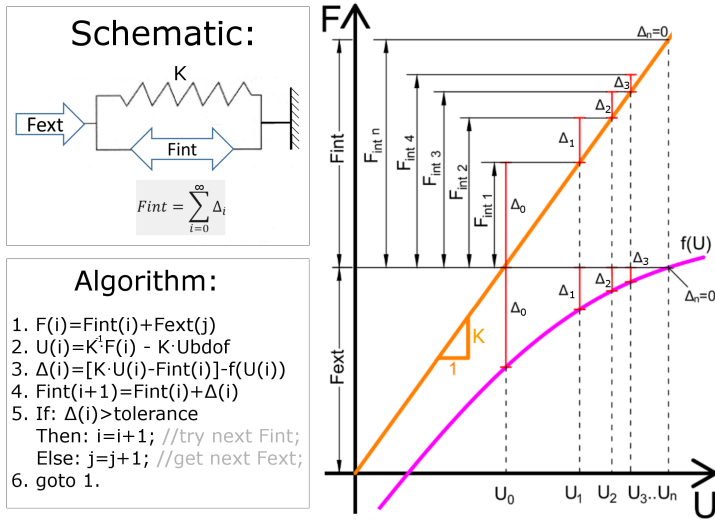 Schematic:
K
Fext
Fint
Fint = ∞∑i=0 Δi
Algorithm:
1. F(i)=Fint(i)+Fext(j)
2. U(i)=K⁻¹F(i) - K·Ubdof
3. Δ(i)=[K·U(i)-Fint(i)]-f(U(i))
4. Fint(i+1)=Fint(i)+Δ(i)
5. If: Δ(i)>tolerance
Then: i=i+1; //try next Fint;
Else: j=j+1; //get next Fext;
6. goto 1.
F
Δn=0
Fint
Fint n
Fint 4
Fint 3
Fint 2
Fint 1
Δ3
Δ2
Δ1
Δ0
f(U)
Δ3
Δ2
Δ1
Δ0
Δn=0
Fext
K
1
U0
U1
U2
U3..Un
U